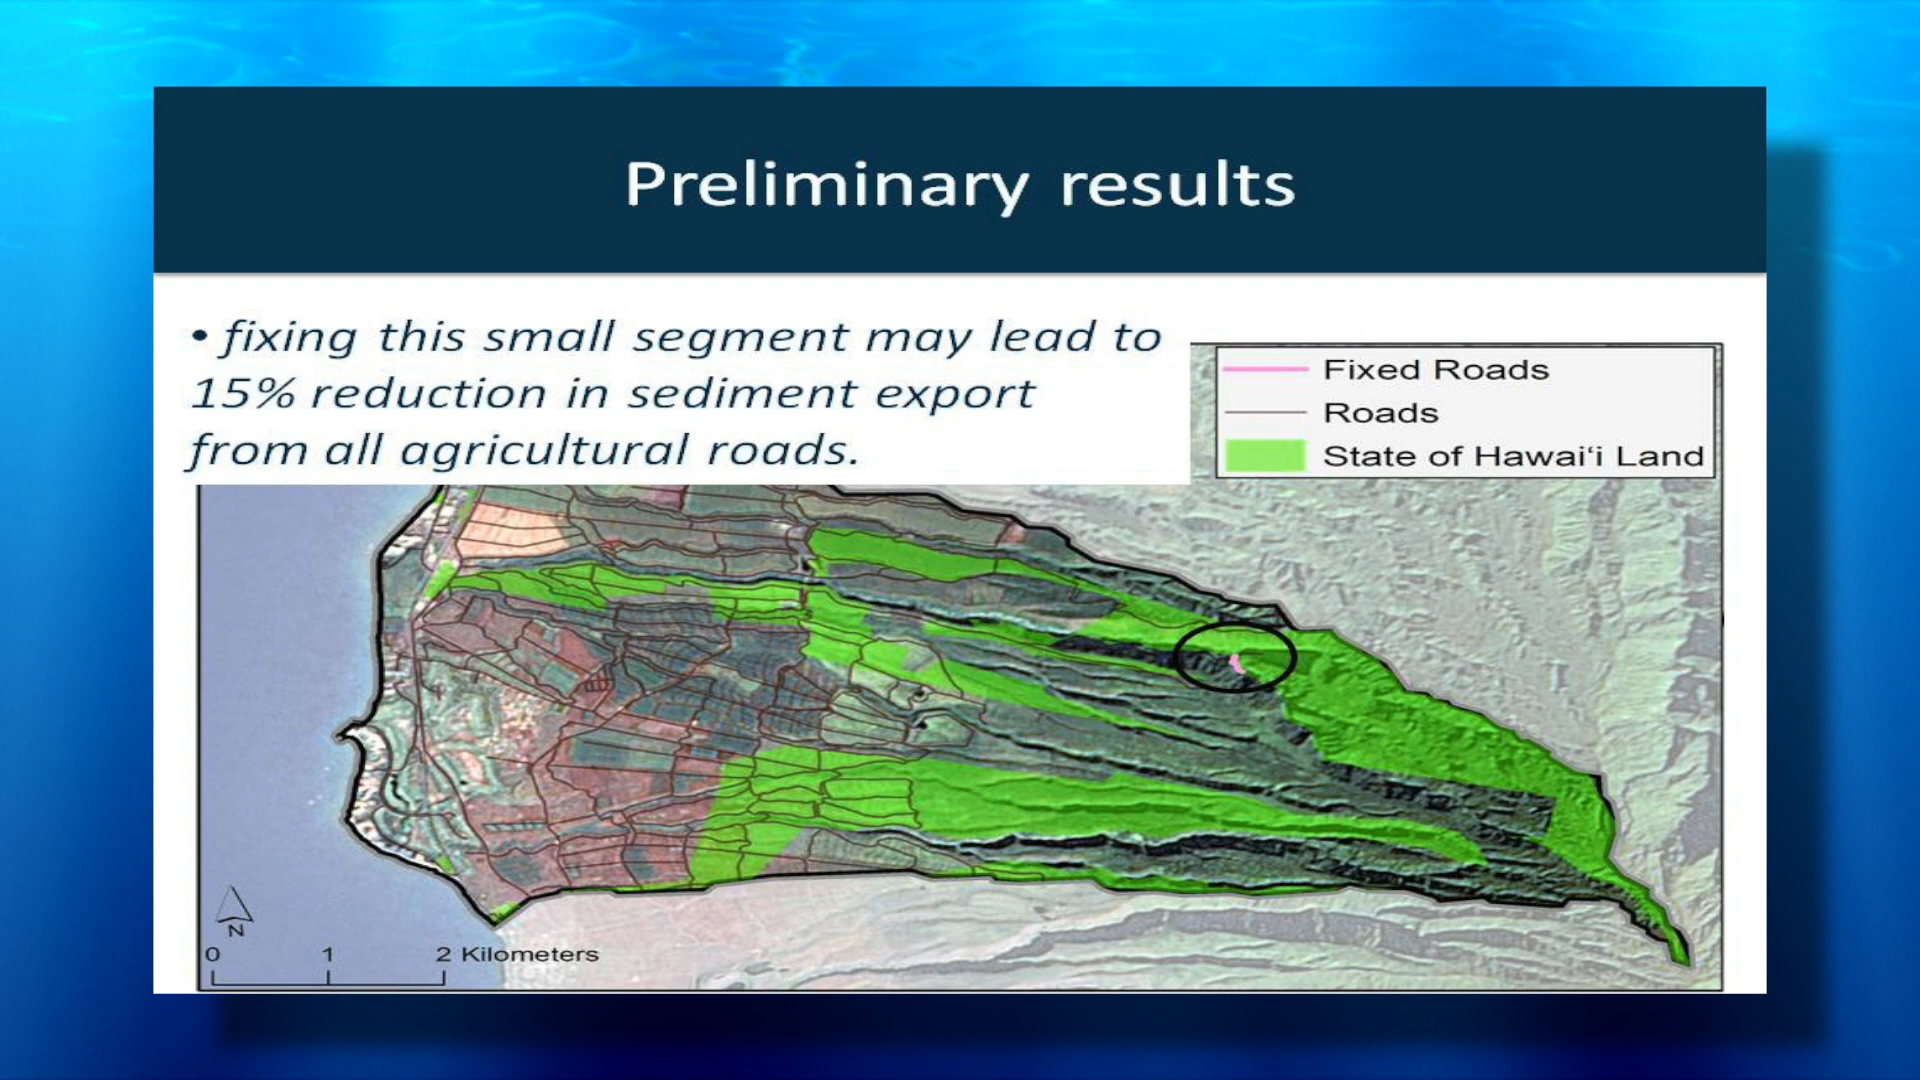 Preliminary results
• fixing this small segment may lead to
15% reduction in sediment export
from all agricultural roads.
Fixed Roads
Roads
State of Hawai‘i Land
N
0 1 2 Kilometers